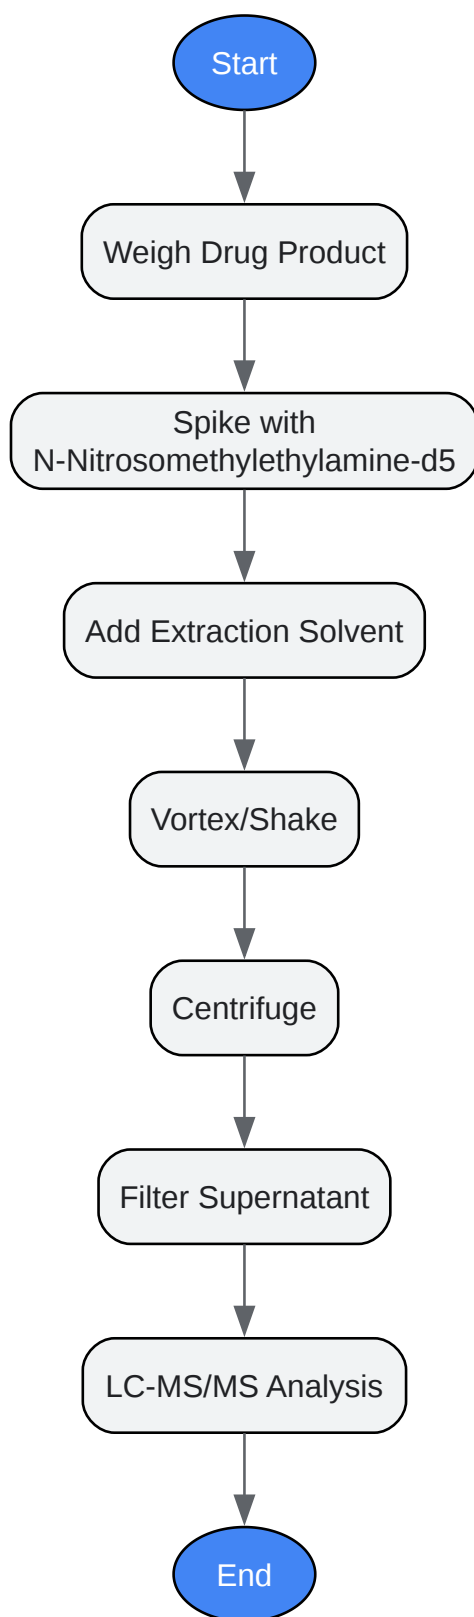 Start
Weigh Drug Product
Spike with
N-Nitrosomethylethylamine-d5
Add Extraction Solvent
Vortex/Shake
Centrifuge
Filter Supernatant
LC-MS/MS Analysis
End